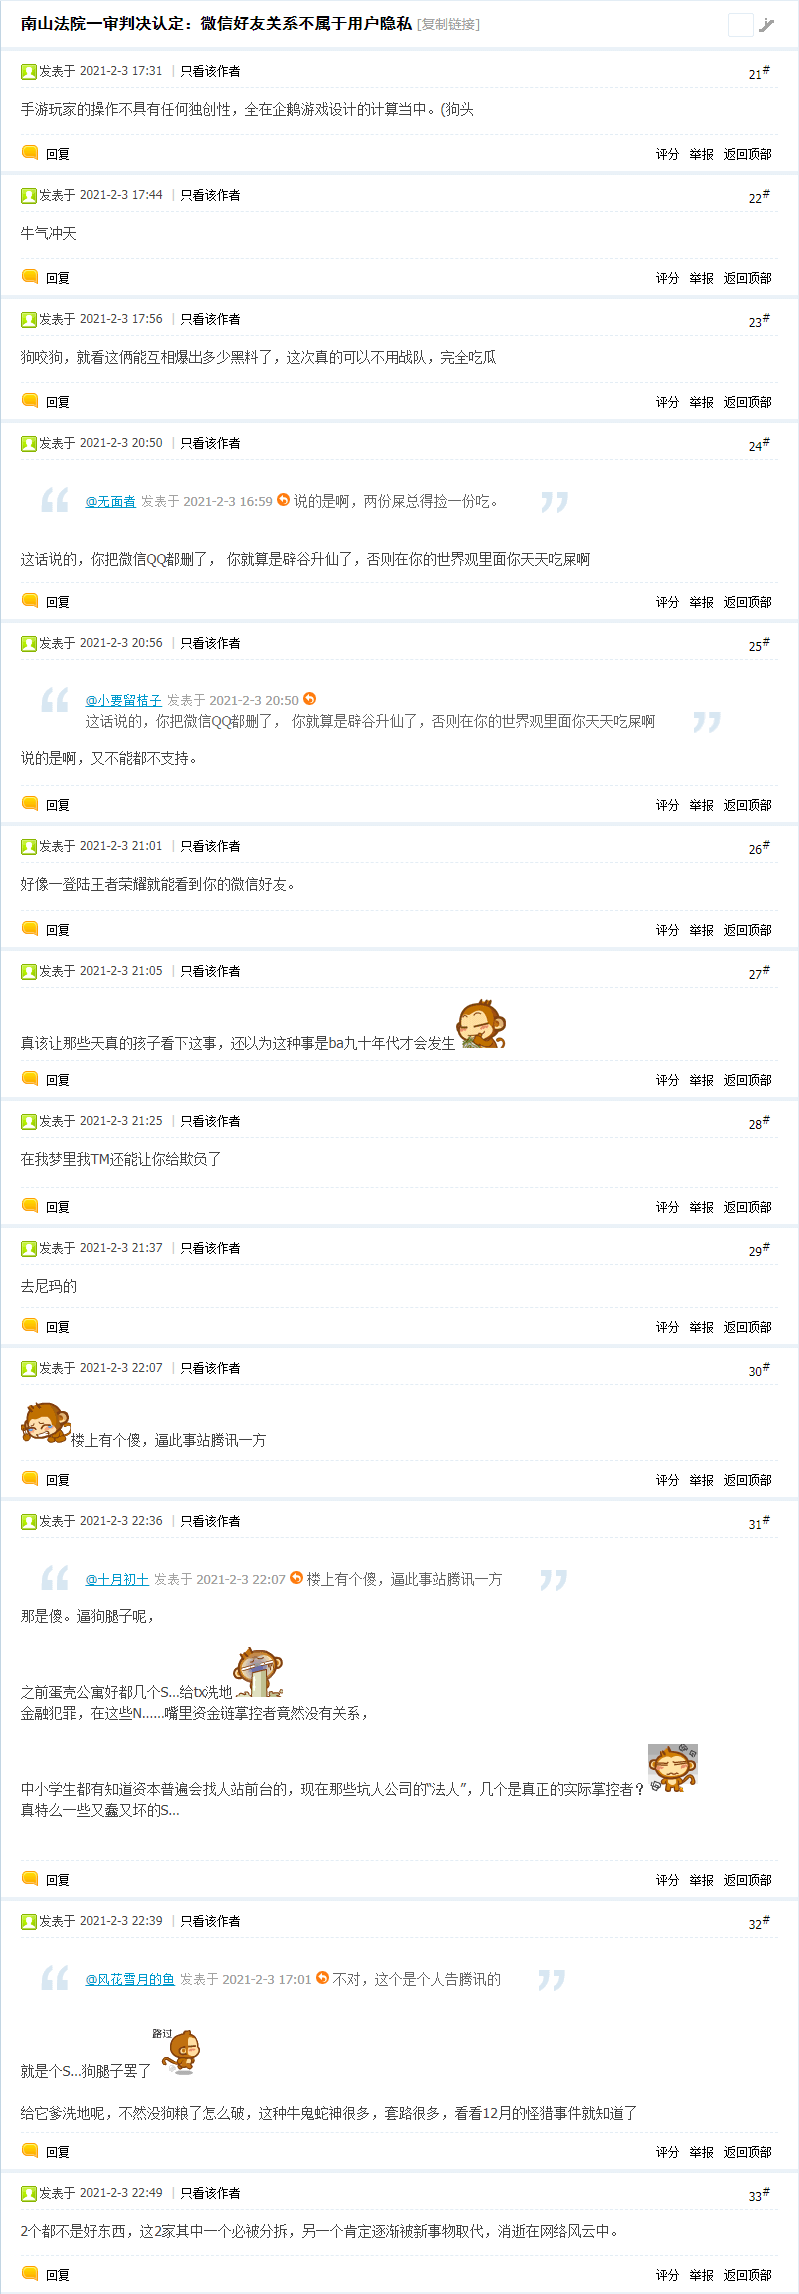 南山法院一审判决认定：微信好友关系不属于用户隐私 [复制链接]
发表于 2021-2-3 17:31 | 只看该作者 21#
手游玩家的操作不具有任何独创性，全在企鹅游戏设计的计算当中。(狗头
回复 评分 举报 返回顶部
发表于 2021-2-3 17:44 | 只看该作者 22#
牛气冲天
回复 评分 举报 返回顶部
发表于 2021-2-3 17:56 | 只看该作者 23#
狗咬狗，就看这俩能互相爆出多少黑料了，这次真的可以不用战队，完全吃瓜
回复 评分 举报 返回顶部
发表于 2021-2-3 20:50 | 只看该作者 24#
@无面者 发表于 2021-2-3 16:59 说的是啊，两份屎总得捡一份吃。
这话说的，你把微信QQ都删了， 你就算是辟谷升仙了，否则在你的世界观里面你天天吃屎啊
回复 评分 举报 返回顶部
发表于 2021-2-3 20:56 | 只看该作者 25#
@小要留桔子 发表于 2021-2-3 20:50
这话说的，你把微信QQ都删了， 你就算是辟谷升仙了，否则在你的世界观里面你天天吃屎啊
说的是啊，又不能都不支持。
回复 评分 举报 返回顶部
发表于 2021-2-3 21:01 | 只看该作者 26#
好像一登陆王者荣耀就能看到你的微信好友。
回复 评分 举报 返回顶部
发表于 2021-2-3 21:05 | 只看该作者 27#
真该让那些天真的孩子看下这事，还以为这种事是ba九十年代才会发生
回复 评分 举报 返回顶部
发表于 2021-2-3 21:25 | 只看该作者 28#
在我梦里我TM还能让你给欺负了
回复 评分 举报 返回顶部
发表于 2021-2-3 21:37 | 只看该作者 29#
去尼玛的
回复 评分 举报 返回顶部
发表于 2021-2-3 22:07 | 只看该作者 30#
楼上有个傻，逼此事站腾讯一方
回复 评分 举报 返回顶部
发表于 2021-2-3 22:36 | 只看该作者 31#
@十月初十 发表于 2021-2-3 22:07 楼上有个傻，逼此事站腾讯一方
那是傻。逼狗腿子呢，
之前蛋壳公寓好都几个S...给tx洗地
金融犯罪，在这些N......嘴里资金链掌控者竟然没有关系，
中小学生都有知道资本普遍会找人站前台的，现在那些坑人公司的“法人”，几个是真正的实际掌控者？
真特么一些又蠢又坏的S...
回复 评分 举报 返回顶部
发表于 2021-2-3 22:39 | 只看该作者 32#
@风花雪月的鱼 发表于 2021-2-3 17:01 不对，这个是个人告腾讯的
路过
就是个S...狗腿子罢了
给它爹洗地呢，不然没狗粮了怎么破，这种牛鬼蛇神很多，套路很多，看看12月的怪猎事件就知道了
回复 评分 举报 返回顶部
发表于 2021-2-3 22:49 | 只看该作者 33#
2个都不是好东西，这2家其中一个必被分拆，另一个肯定逐渐被新事物取代，消逝在网络风云中。
回复 评分 举报 返回顶部